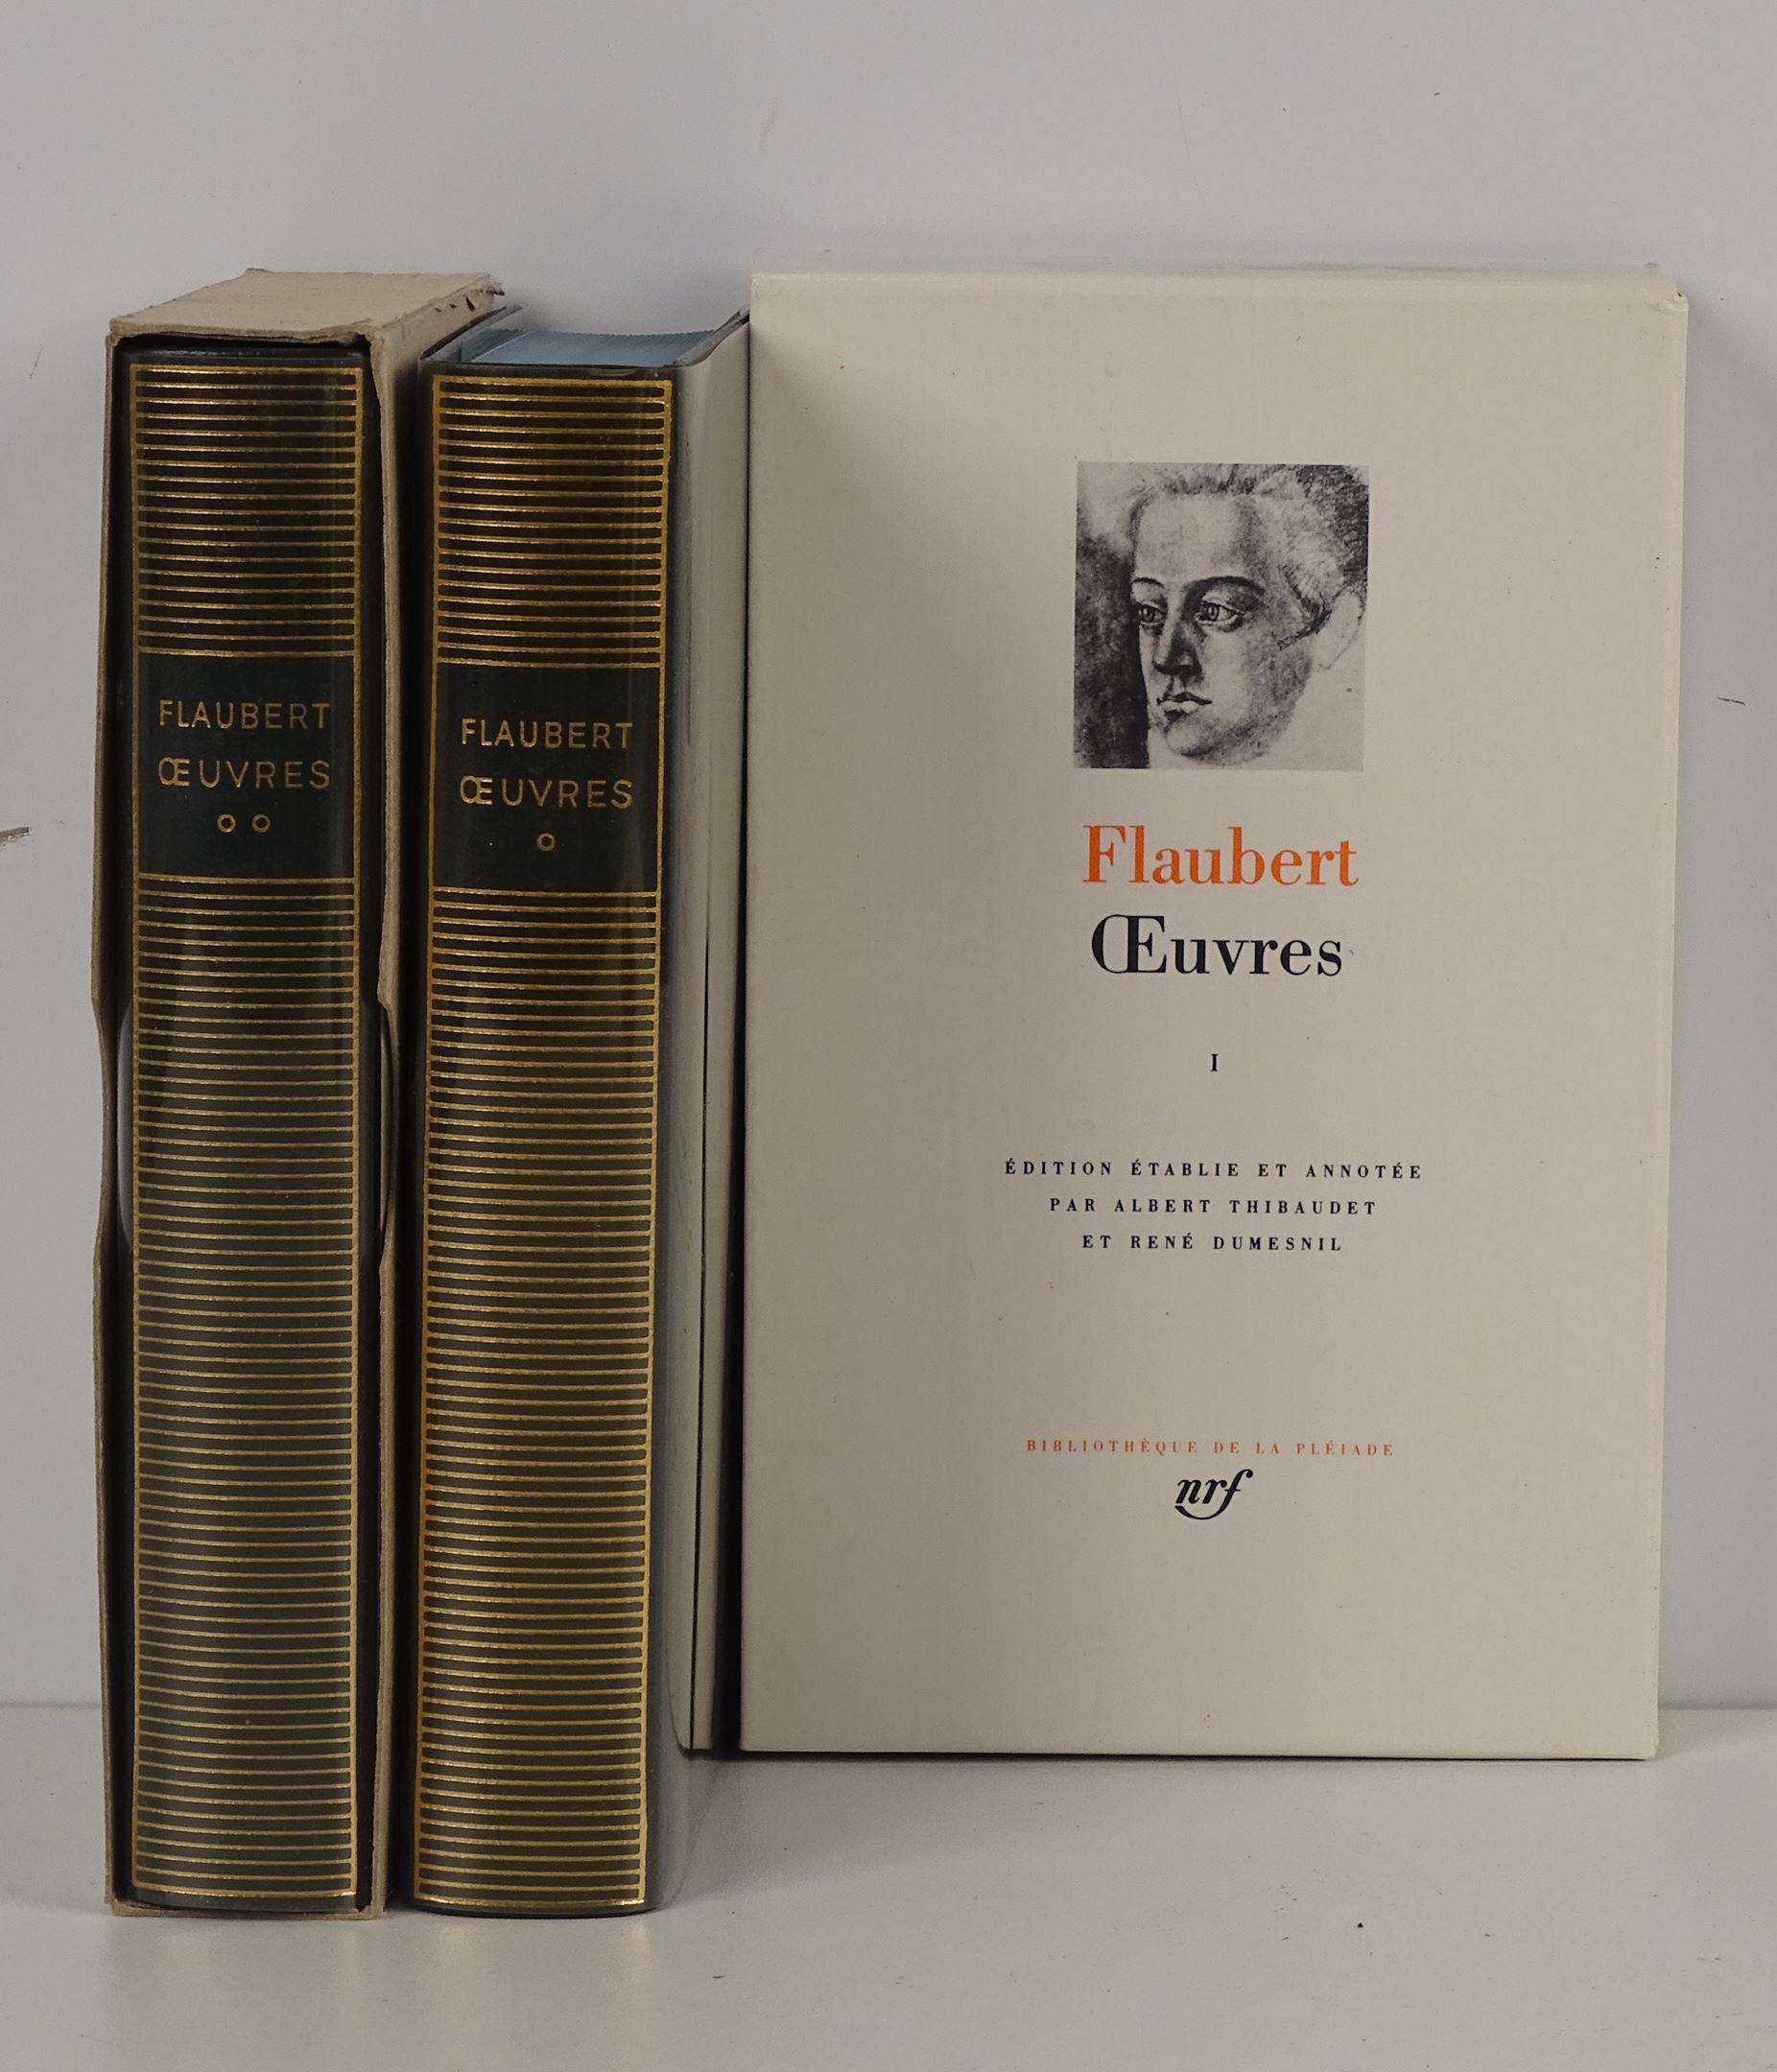 FLAUBERT
ŒUVRES
FLAUBERT
ŒUVRES
Flaubert
Œuvres
I
ÉDITION ÉTABLIE ET ANNOTÉE
PAR ALBERT THIBAUDET
ET RENÉ DUMESNIL
BIBLIOTHÈQUE DE LA PLÉIADE
nrf